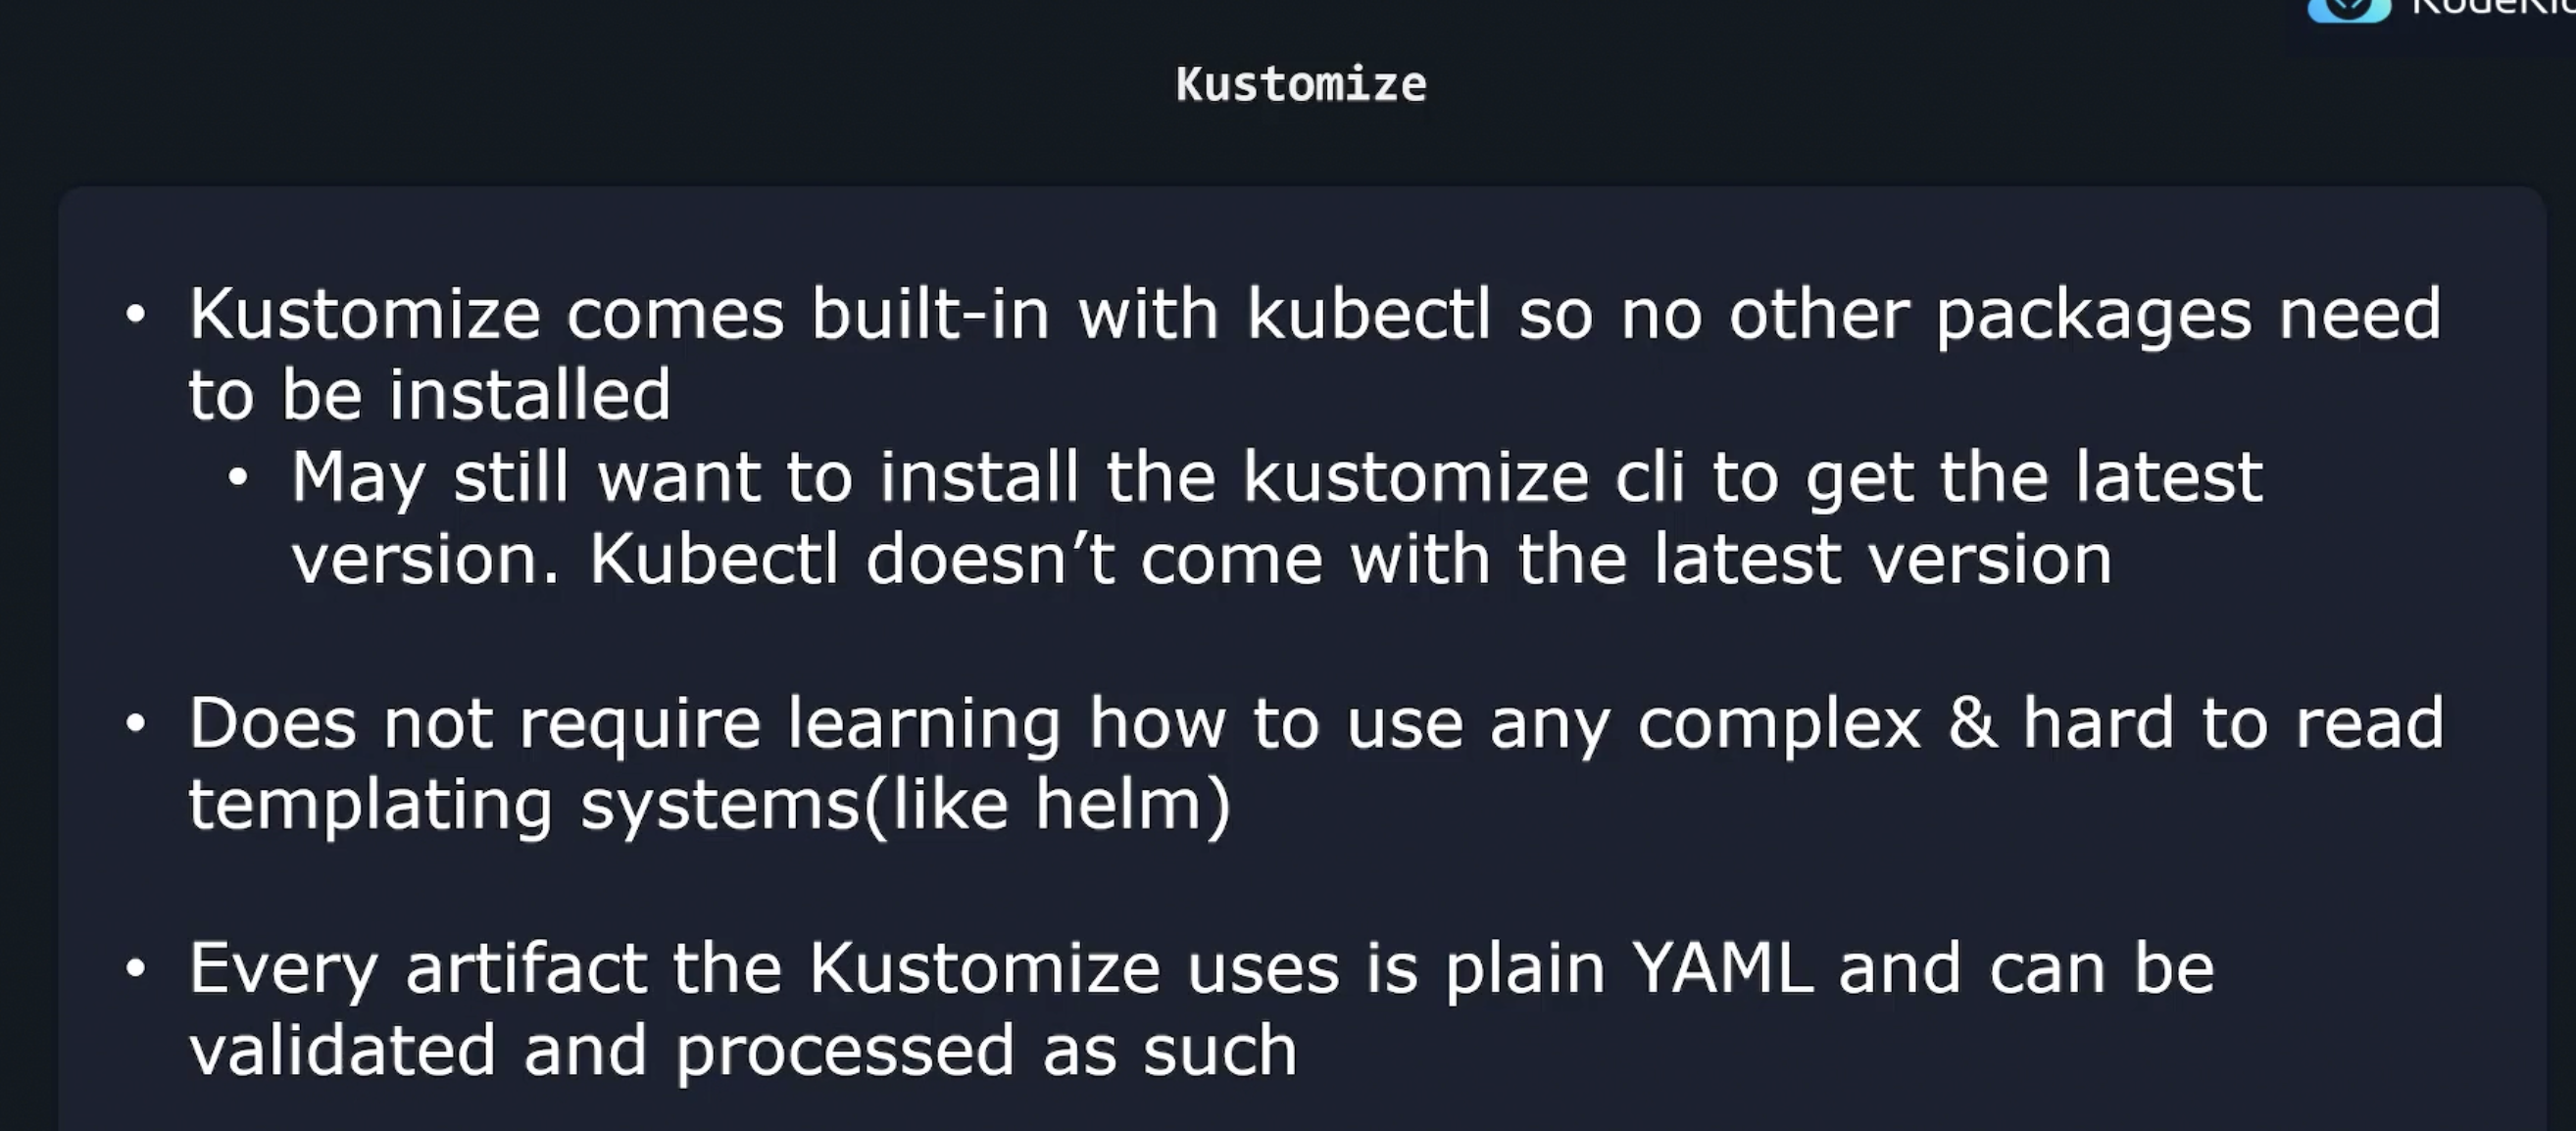 Kustomize
• Kustomize comes built-in with kubectl so no other packages need
to be installed
• May still want to install the kustomize cli to get the latest
version. Kubectl doesn’t come with the latest version
• Does not require learning how to use any complex & hard to read
templating systems(like helm)
• Every artifact the Kustomize uses is plain YAML and can be
validated and processed as such